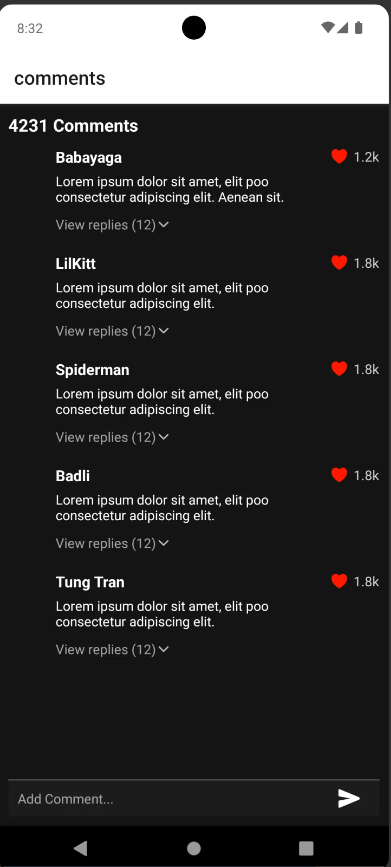 8:32
comments
4231 Comments
Babayaga
1.2k
Lorem ipsum dolor sit amet, elit poo
consectetur adipiscing elit. Aenean sit.
View replies (12)
LilKitt
1.8k
Lorem ipsum dolor sit amet, elit poo
consectetur adipiscing elit.
View replies (12)
Spiderman
1.8k
Lorem ipsum dolor sit amet, elit poo
consectetur adipiscing elit.
View replies (12)
Badli
1.8k
Lorem ipsum dolor sit amet, elit poo
consectetur adipiscing elit.
View replies (12)
Tung Tran
1.8k
Lorem ipsum dolor sit amet, elit poo
consectetur adipiscing elit.
View replies (12)
Add Comment...